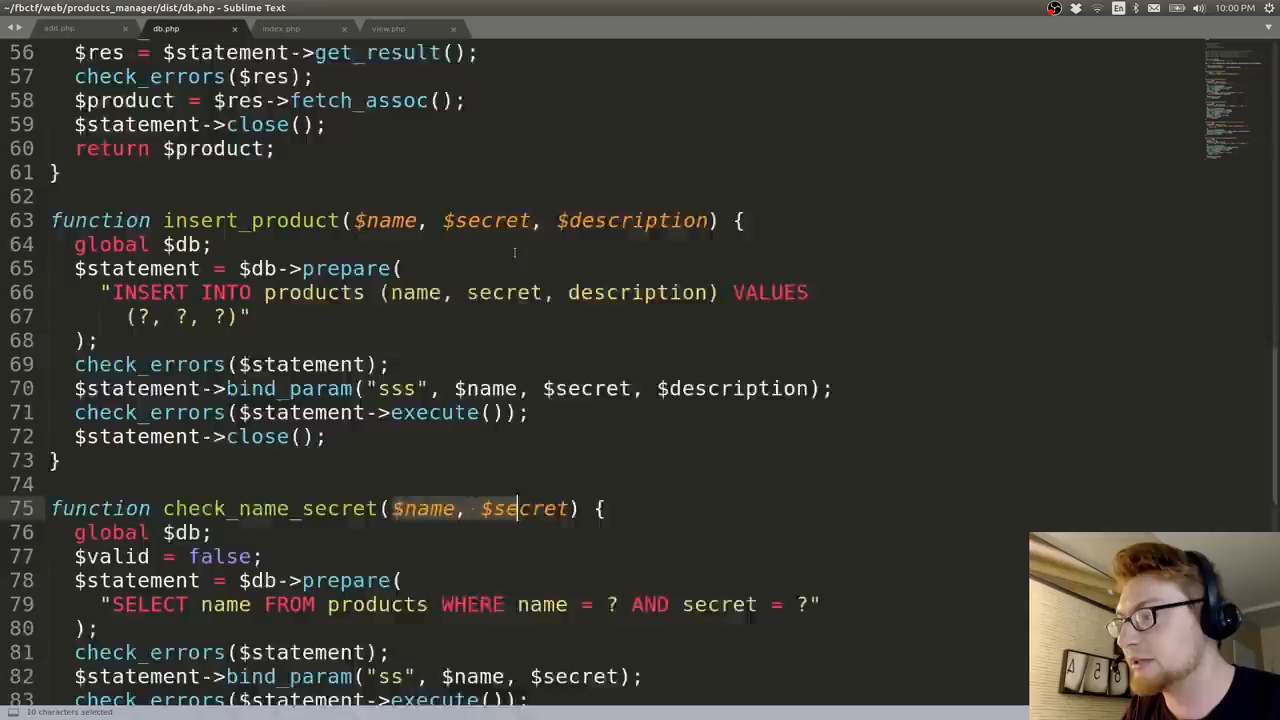 ~/fbctf/web/products_manager/dist/db.php - Sublime Text
En
10:00 PM
add.php
db.php
index.php
view.php
56 $res = $statement->get_result();
57 check_errors($res);
58 $product = $res->fetch_assoc();
59 $statement->close();
60 return $product;
61 }
62
63 function insert_product($name, $secret, $description) {
64 global $db;
65 $statement = $db->prepare(
66 "INSERT INTO products (name, secret, description) VALUES
67 (?, ?, ?)"
68 );
69 check_errors($statement);
70 $statement->bind_param("sss", $name, $secret, $description);
71 check_errors($statement->execute());
72 $statement->close();
73 }
74
75 function check_name_secret($name, $secret) {
76 global $db;
77 $valid = false;
78 $statement = $db->prepare(
79 "SELECT name FROM products WHERE name = ? AND secret = ?"
80 );
81 check_errors($statement);
82 $statement->bind_param("ss", $name, $secret);
83 check_errors($statement->execute());
10 characters selected